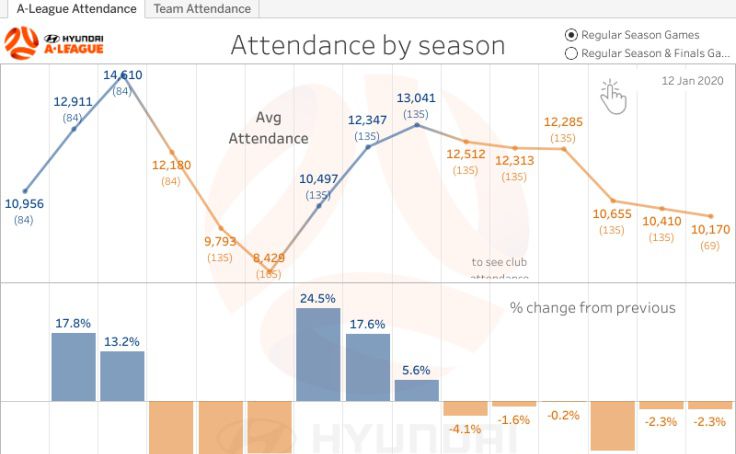 A-League Attendance
Team Attendance
HYUNDAI
A-LEAGUE
Attendance by season
Regular Season Games
Regular Season & Finals Ga...
12 Jan 2020
Avg
Attendance
10,956
(84)
12,911
(84)
14,610
(84)
12,180
(84)
9,793
(135)
8,429
(165)
10,497
(135)
12,347
(135)
13,041
(135)
12,512
(135)
12,313
(135)
12,285
(135)
10,655
(135)
10,410
(135)
10,170
(69)
to see club
attendance
% change from previous
17.8%
13.2%
24.5%
17.6%
5.6%
-4.1%
-1.6%
-0.2%
-2.3%
-2.3%
HYUNDAI